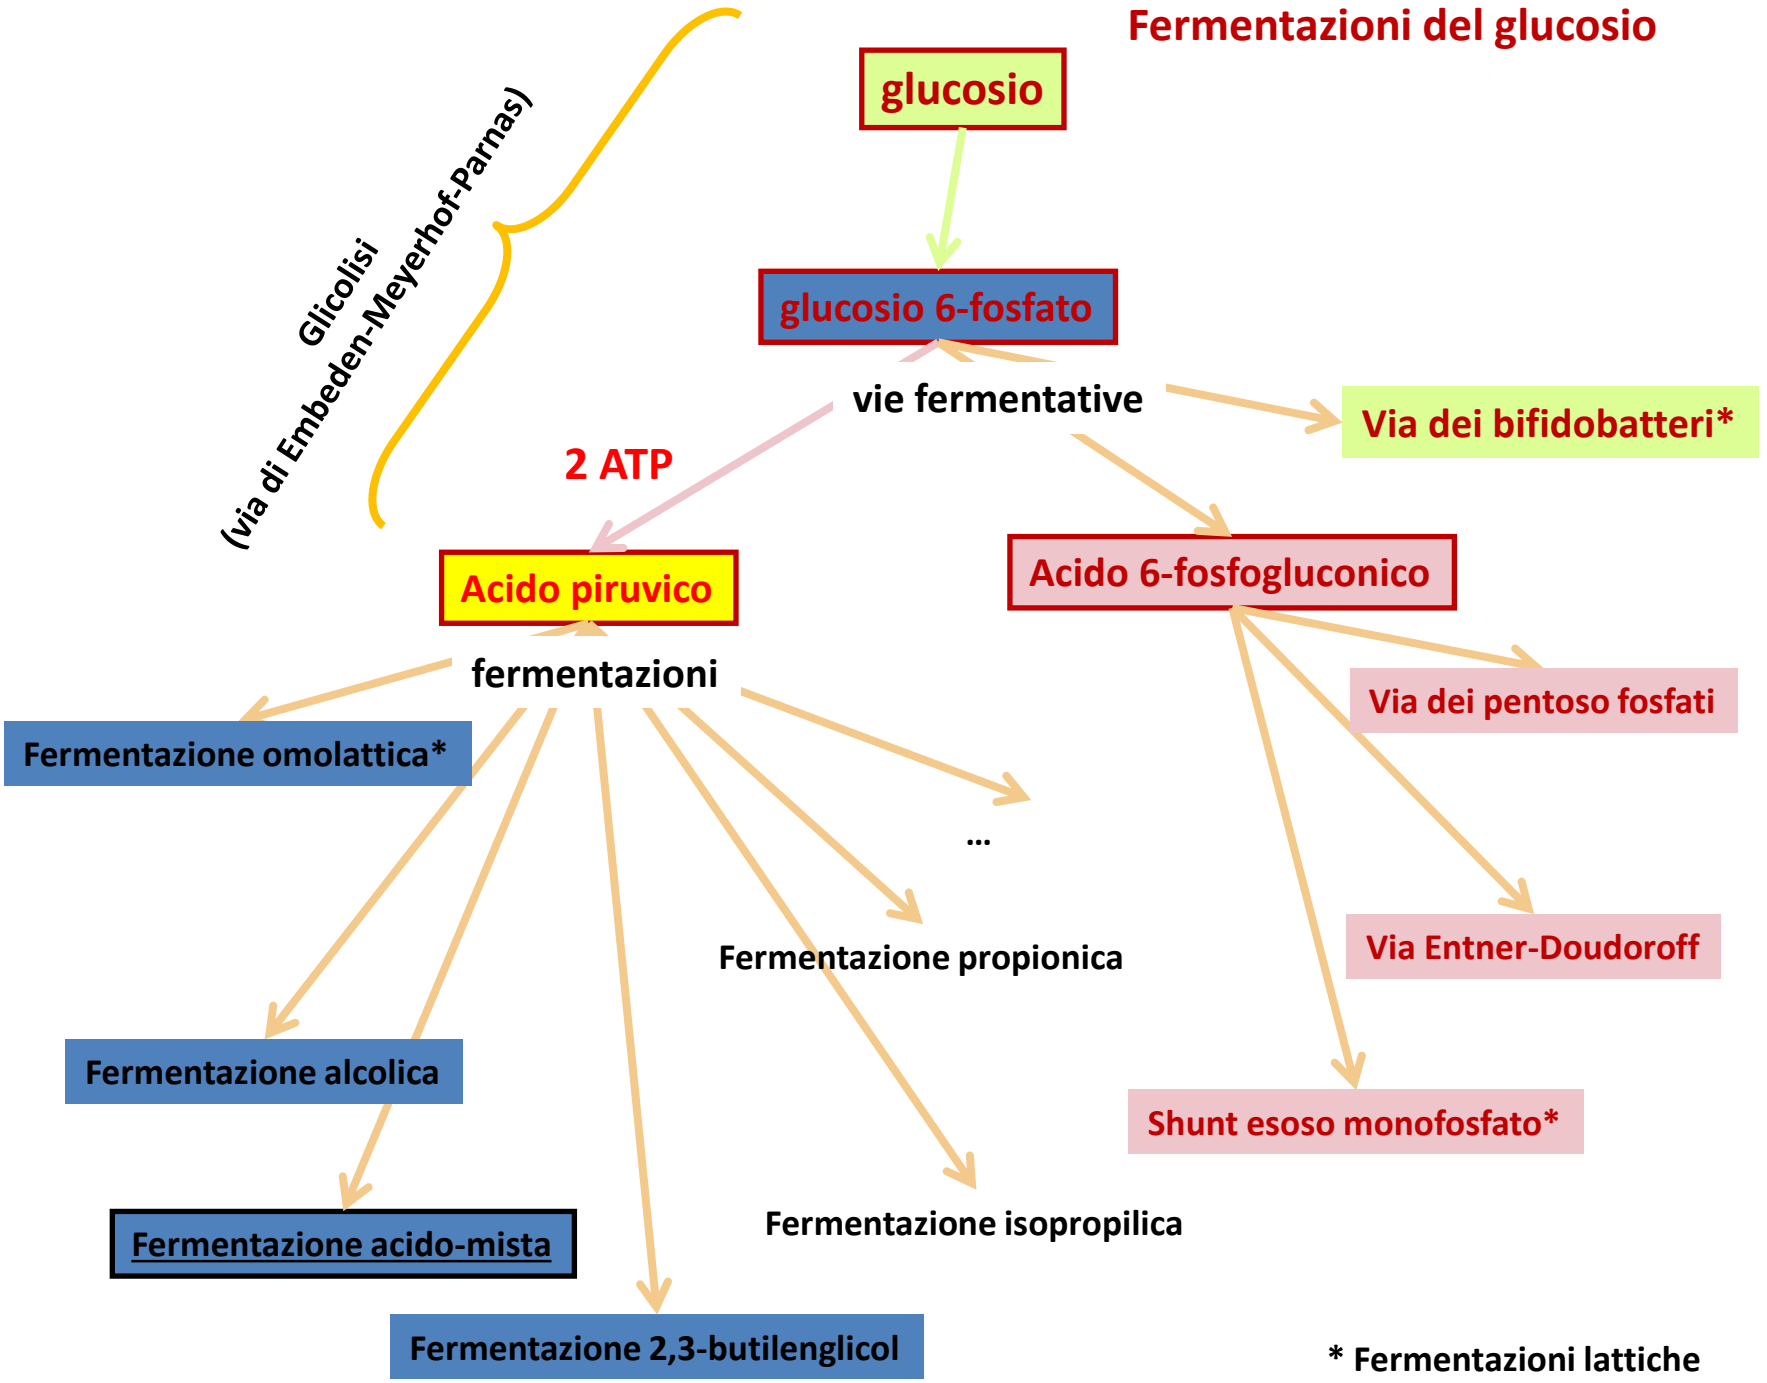 Fermentazioni del glucosio
glucosio
Glicolisi
(via di Embeden-Meyerhof-Parnas)
glucosio 6-fosfato
vie fermentative
Via dei bifidobatteri*
2 ATP
Acido piruvico
Acido 6-fosfogluconico
fermentazioni
Via dei pentoso fosfati
Fermentazione omolattica*
...
Fermentazione propionica
Via Entner-Doudoroff
Fermentazione alcolica
Shunt esoso monofosfato*
Fermentazione isopropilica
Fermentazione acido-mista
Fermentazione 2,3-butilenglicol
* Fermentazioni lattiche